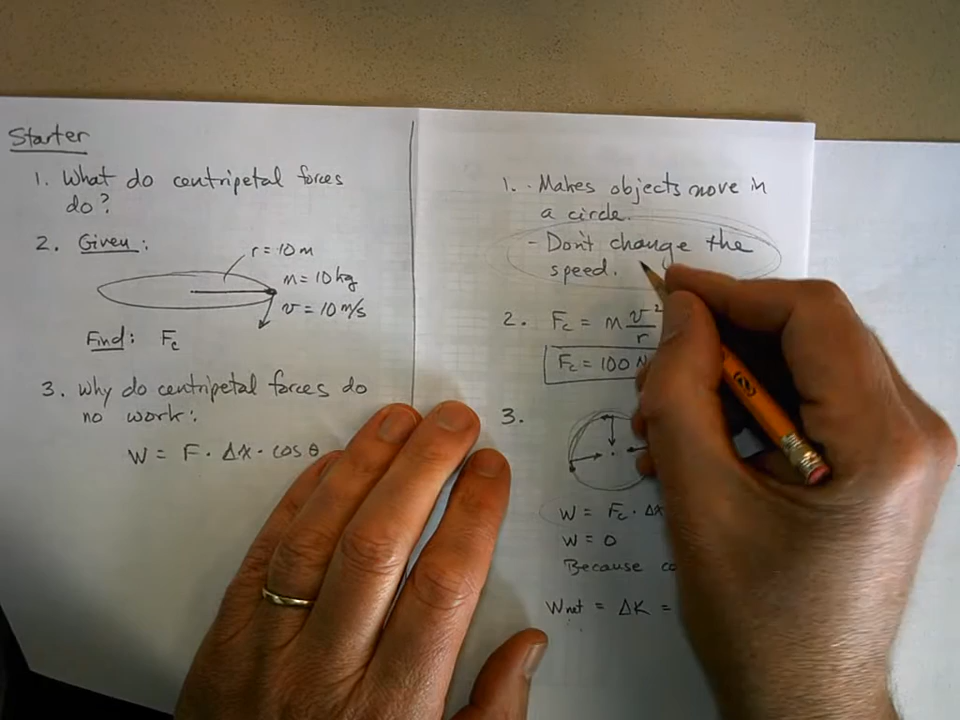 Starter
1. What do centripetal forces
do?
2. Given:
r = 10 m
m = 10 kg
v = 10 m/s
Find: Fc
3. Why do centripetal forces do
no work:
W = F · Δx · cos θ
1. - Makes objects move in
a circle.
- Don't change the
speed.
2. Fc = m v²
r
Fc = 100 N
3.
W = Fc · Δx
W = 0
Because
Wnet = ΔK =